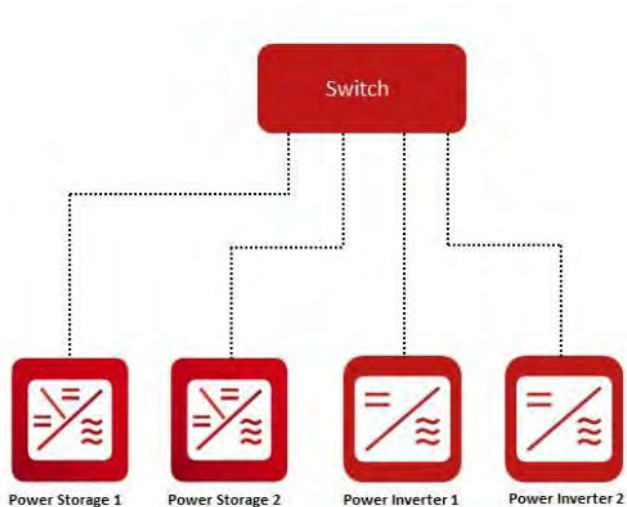 Switch
Power Storage 1
Power Storage 2
Power Inverter 1
Power Inverter 2